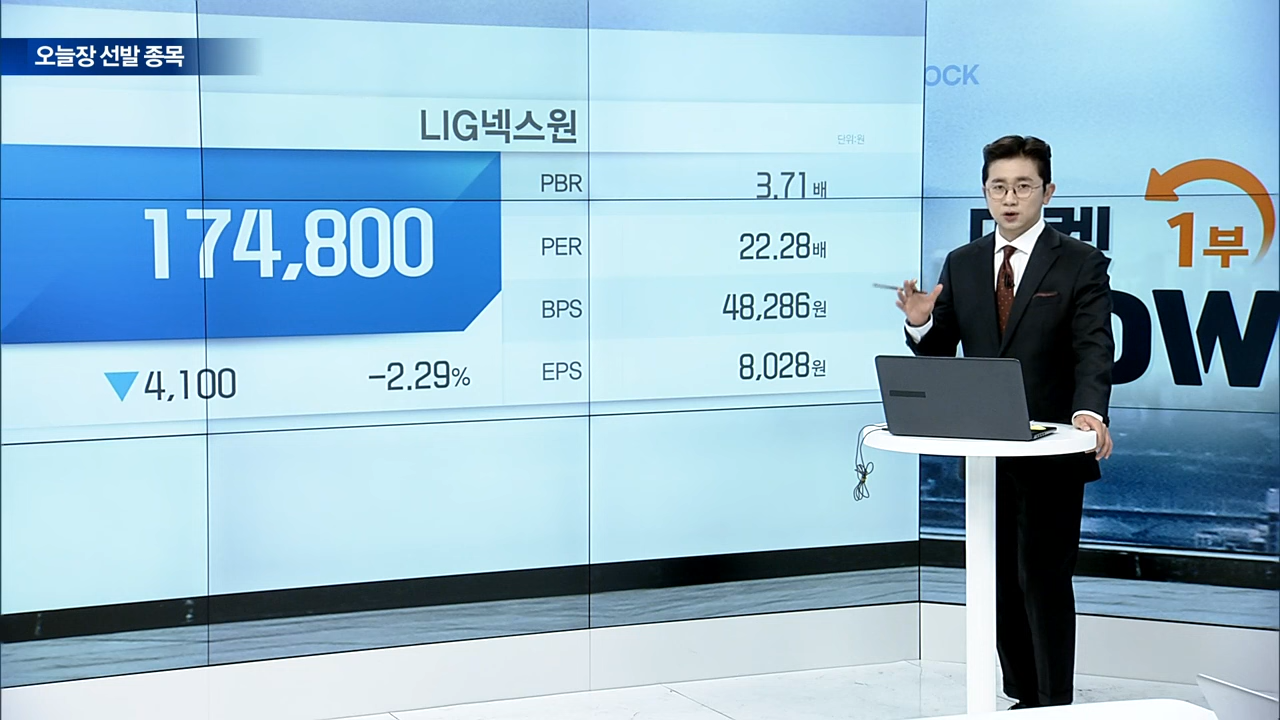 오늘장 선발 종목
LIG넥스원
단위:원
174,800
▼4,100 -2.29%
PBR 3.71배
PER 22.28배
BPS 48,286원
EPS 8,028원
OCK
1부